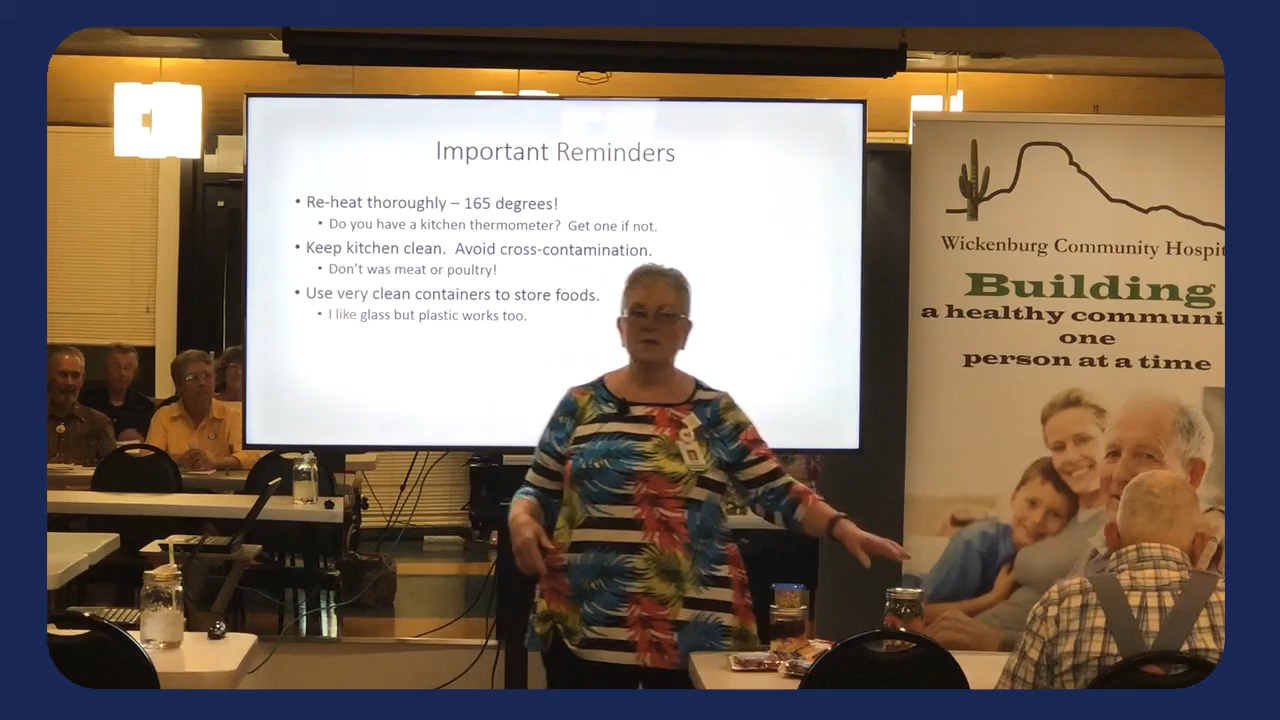 Important Reminders
• Re-heat thoroughly – 165 degrees!
• Do you have a kitchen thermometer? Get one if not.
• Keep kitchen clean. Avoid cross-contamination.
• Don't was meat or poultry!
• Use very clean containers to store foods.
• I like glass but plastic works too.
Wickenburg Community Hospit
Building
a healthy communi
one
person at a time